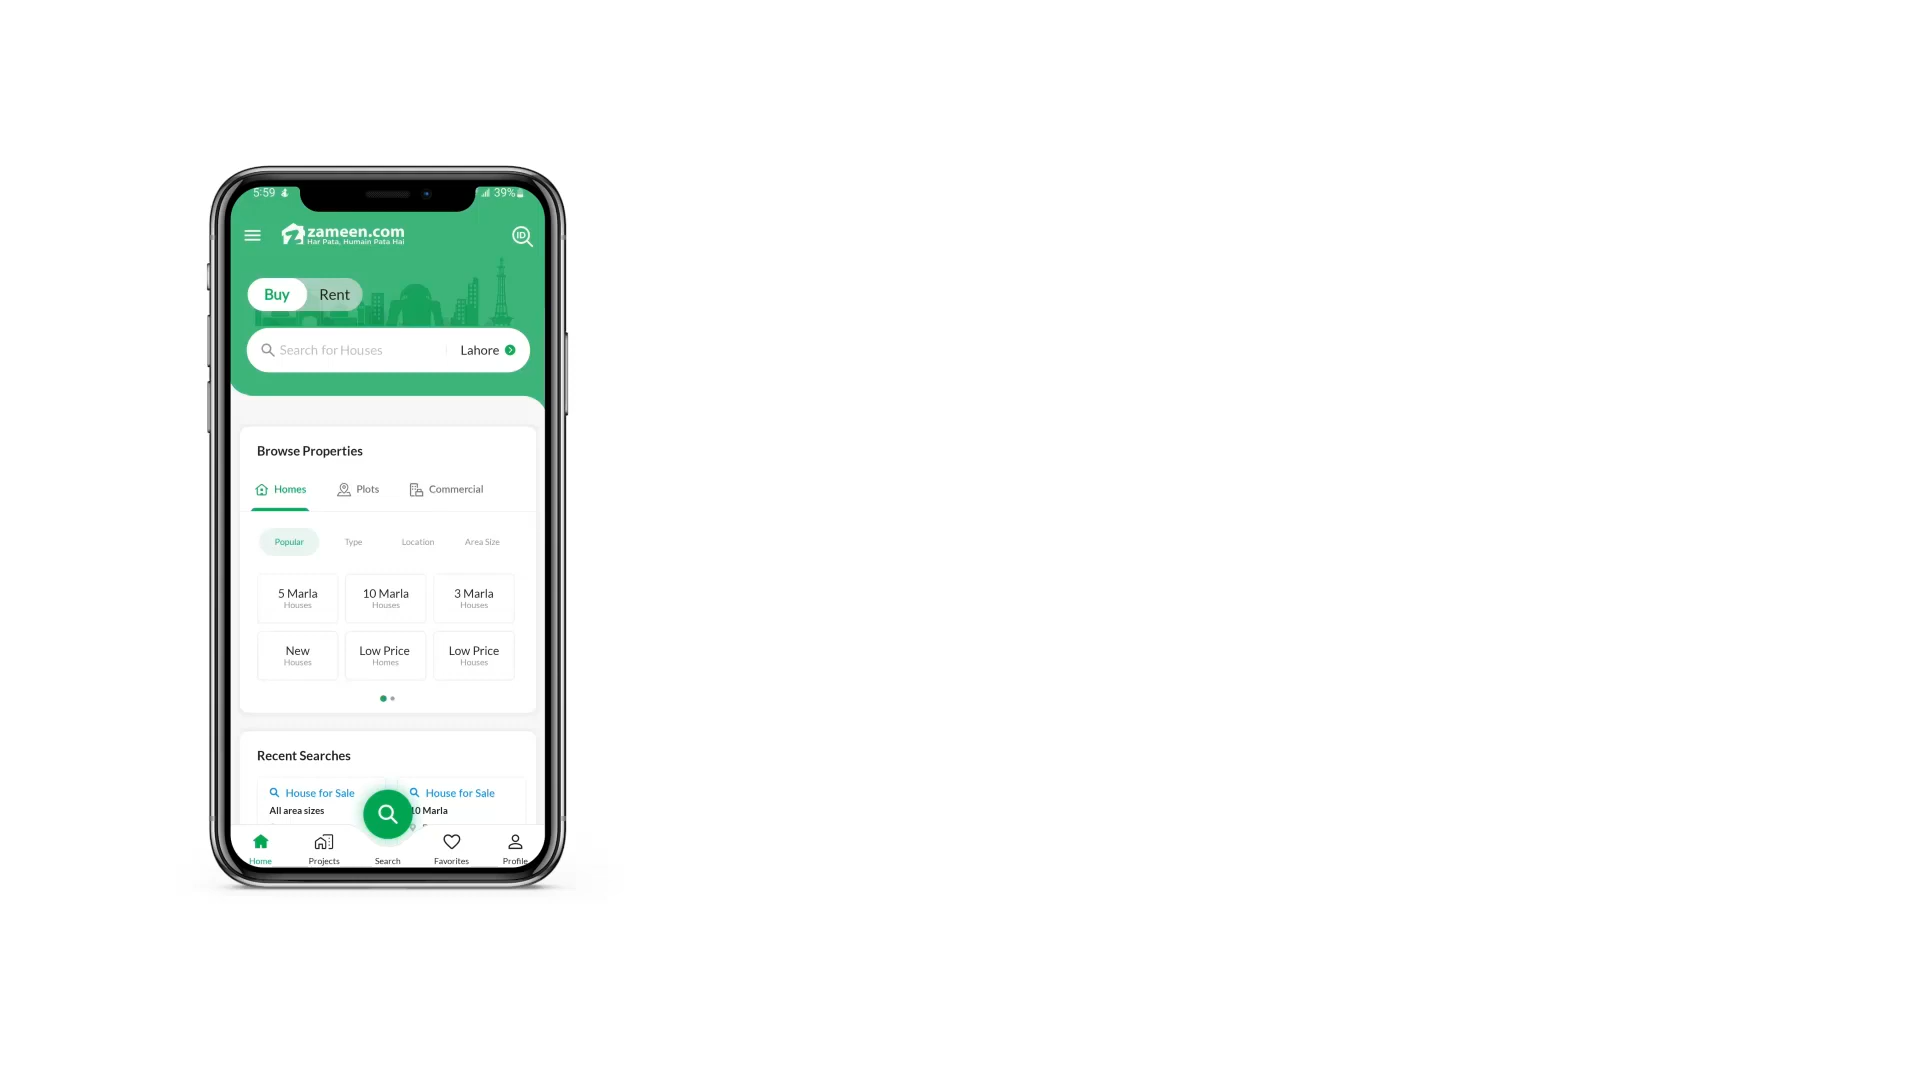 5:59
39%
zameen.com
Har Pata, Humain Pata Hai
ID
Buy Rent
Search for Houses Lahore
Browse Properties
Homes Plots Commercial
Popular Type Location Area Size
5 Marla 10 Marla 3 Marla
Houses Houses Houses
New Low Price Low Price
Houses Homes Houses
Recent Searches
House for Sale House for Sale
All area sizes 10 Marla
Home Projects Search Favorites Profile